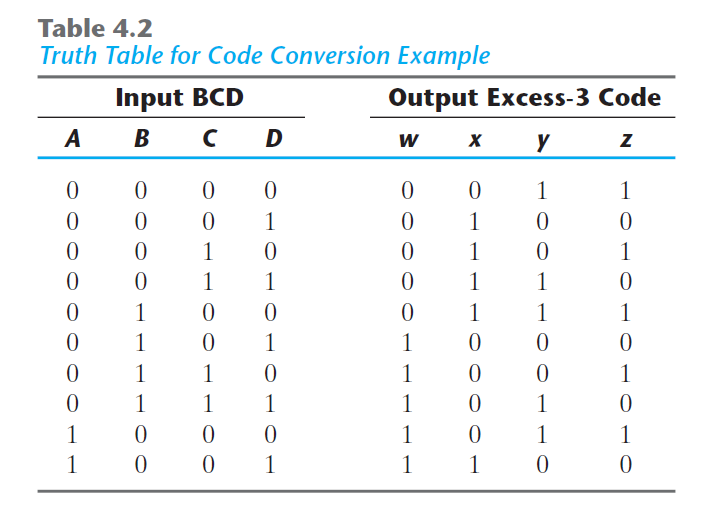 Table 4.2
Truth Table for Code Conversion Example
Input BCD Output Excess-3 Code
A B C D w x y z
0 0 0 0 0 0 1 1
0 0 0 1 0 1 0 0
0 0 1 0 0 1 0 1
0 0 1 1 0 1 1 0
0 1 0 0 0 1 1 1
0 1 0 1 1 0 0 0
0 1 1 0 1 0 0 1
0 1 1 1 1 0 1 0
1 0 0 0 1 0 1 1
1 0 0 1 1 1 0 0